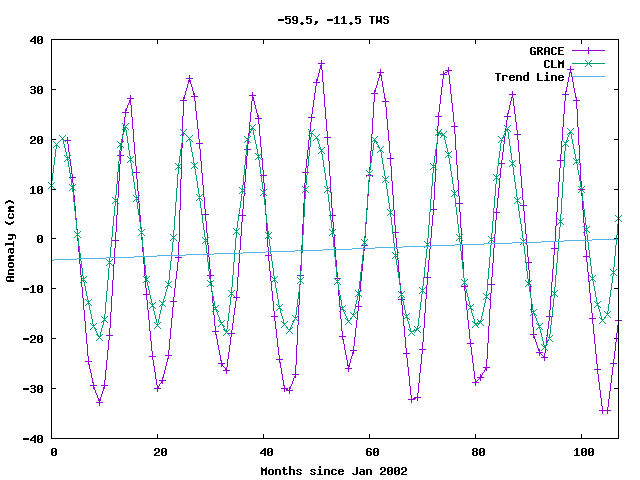 -59.5, -11.5 TWS
GRACE
CLM
Trend Line
40
30
20
10
0
-10
-20
-30
-40
Anomaly (cm)
0 20 40 60 80 100
Months since Jan 2002